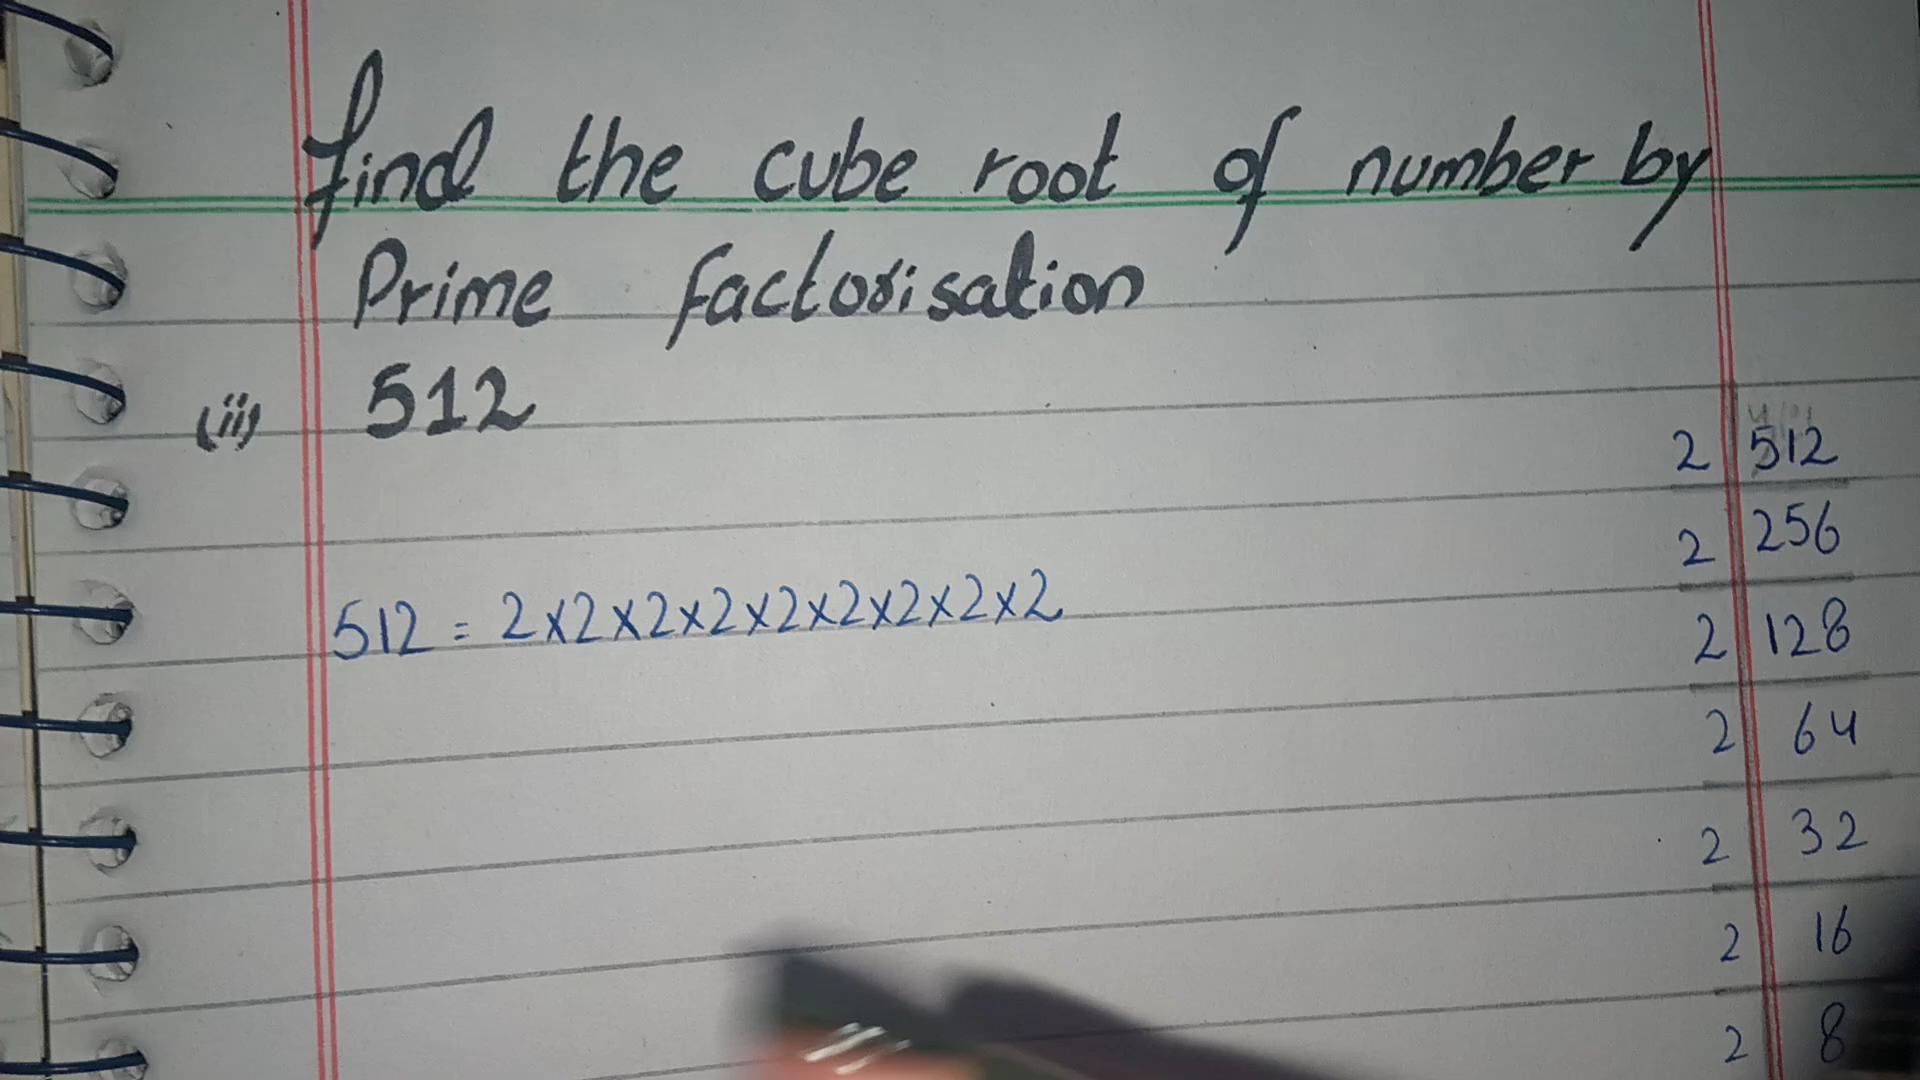 find the cube root of number by
Prime factorisation
(ii) 512
512 = 2×2×2×2×2×2×2×2×2
2 512
2 256
2 128
2 64
2 32
2 16
2 8